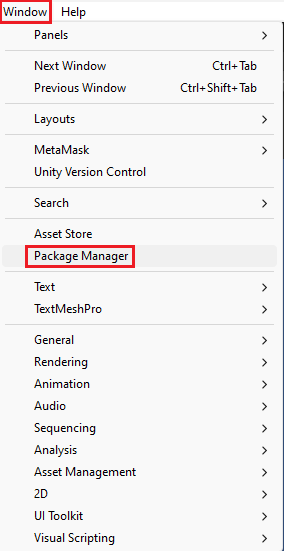 Window Help
Panels
Next Window Ctrl+Tab
Previous Window Ctrl+Shift+Tab
Layouts
MetaMask
Unity Version Control
Search
Asset Store
Package Manager
Text
TextMeshPro
General
Rendering
Animation
Audio
Sequencing
Analysis
Asset Management
2D
UI Toolkit
Visual Scripting